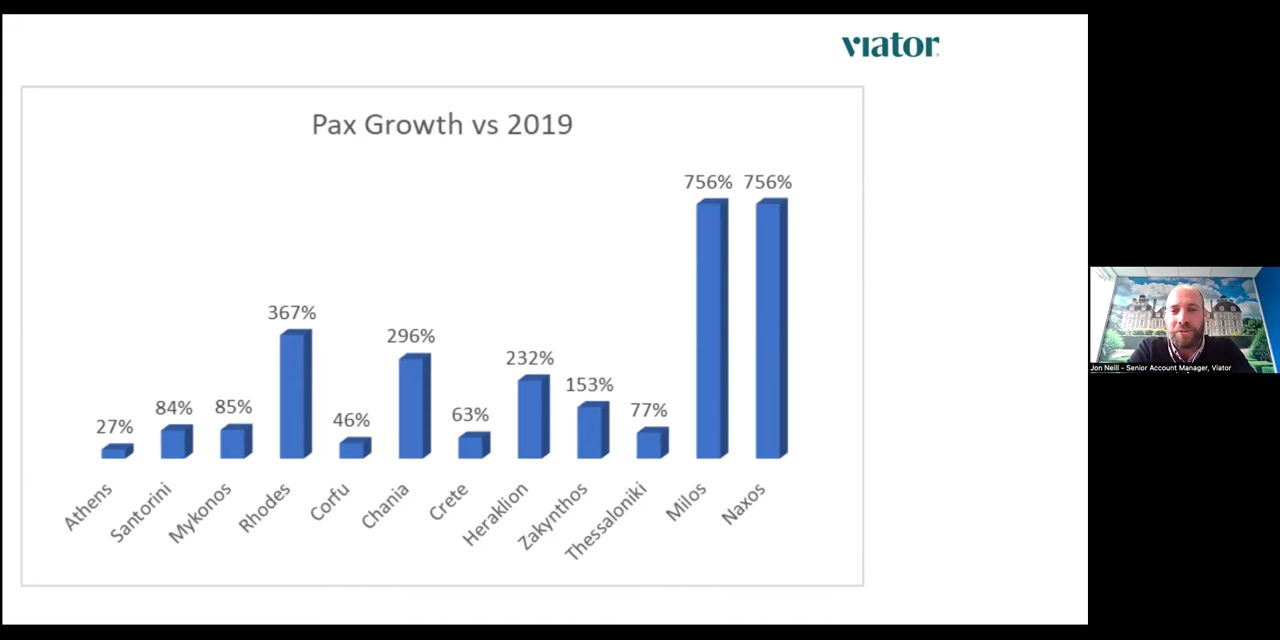 viator
Pax Growth vs 2019
27%
84%
85%
367%
46%
296%
63%
232%
153%
77%
756%
756%
Athens
Santorini
Mykonos
Rhodes
Corfu
Chania
Crete
Heraklion
Zakynthos
Thessaloniki
Milos
Naxos
Jon Neill - Senior Account Manager, Viator